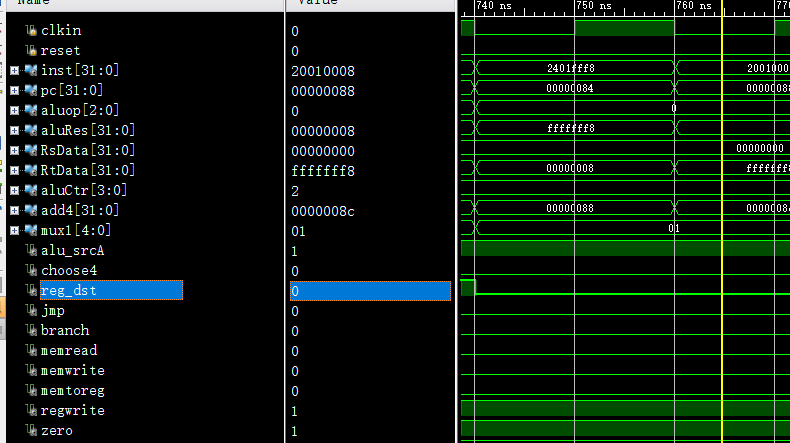 Name Value 740 ns 750 ns 760 ns
clkin 0
reset 0
inst[31:0] 20010008 2401fff8 2001000
pc[31:0] 00000088 00000084 0000008
aluop[2:0] 0 0
aluRes[31:0] 00000008 fffffff8
RsData[31:0] 00000000 00000000
RtData[31:0] fffffff8 00000008 fffffff
aluCtr[3:0] 2
add4[31:0] 0000008c 00000088 0000008
mux1[4:0] 01 01
alu_srcA 1
choose4 0
reg_dst 0
jmp 0
branch 0
memread 0
memwrite 0
memtoreg 0
regwrite 1
zero 1